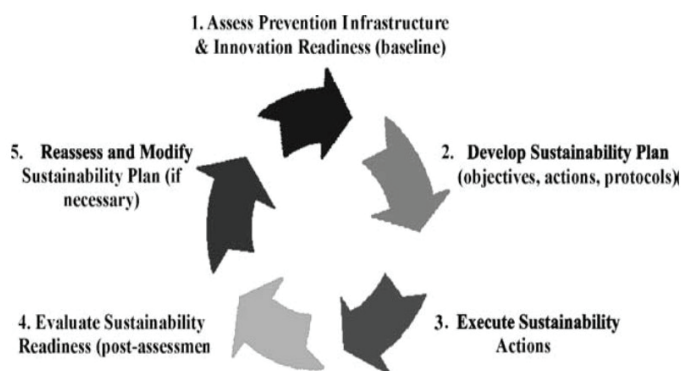 1. Assess Prevention Infrastructure
& Innovation Readiness (baseline)
2. Develop Sustainability Plan
(objectives, actions, protocols)
3. Execute Sustainability
Actions
4. Evaluate Sustainability
Readiness (post-assessmen
5. Reassess and Modify
Sustainability Plan (if
necessary)